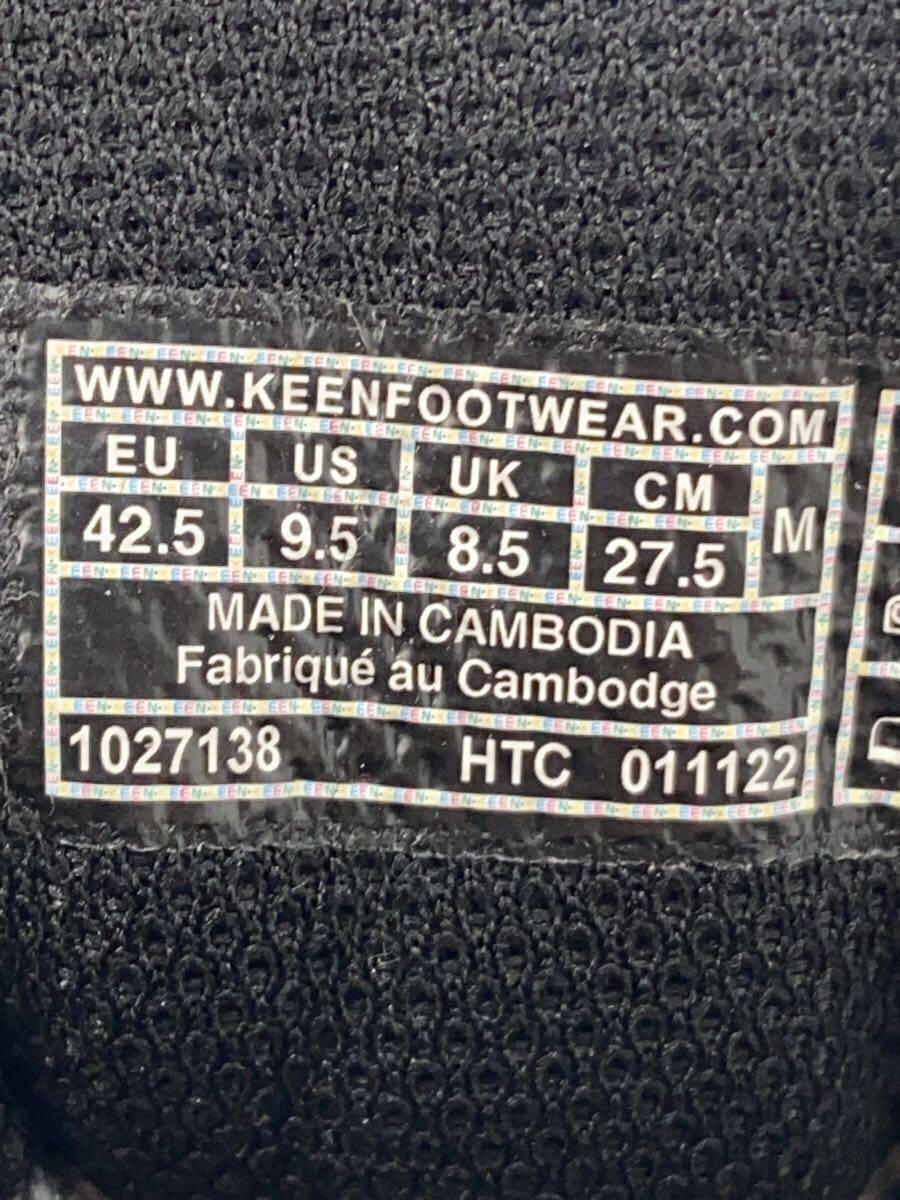 WWW.KEENFOOTWEAR.COM
EU US UK CM M
42.5 9.5 8.5 27.5
MADE IN CAMBODIA
Fabriqué au Cambodge
1027138 HTC 011122